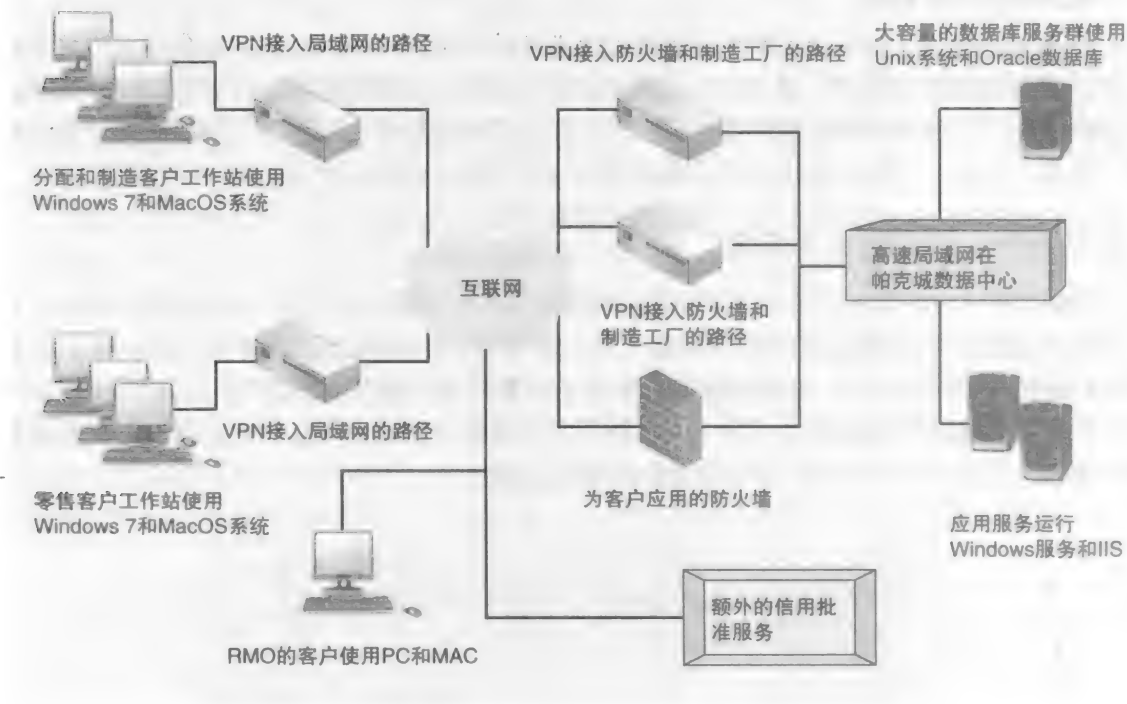 VPN接入局域网的路径
VPN接入防火墙和制造工厂的路径
大容量的数据库服务群使用
Unix系统和Oracle数据库
分配和制造客户工作站使用
Windows 7和MacOS系统
互联网
高速局域网在
帕克城数据中心
VPN接入防火墙和
制造工厂的路径
VPN接入局域网的路径
零售客户工作站使用
Windows 7和MacOS系统
为客户应用的防火墙
应用服务运行
Windows服务和IIS
额外的信用批
准服务
RMO的客户使用PC和MAC